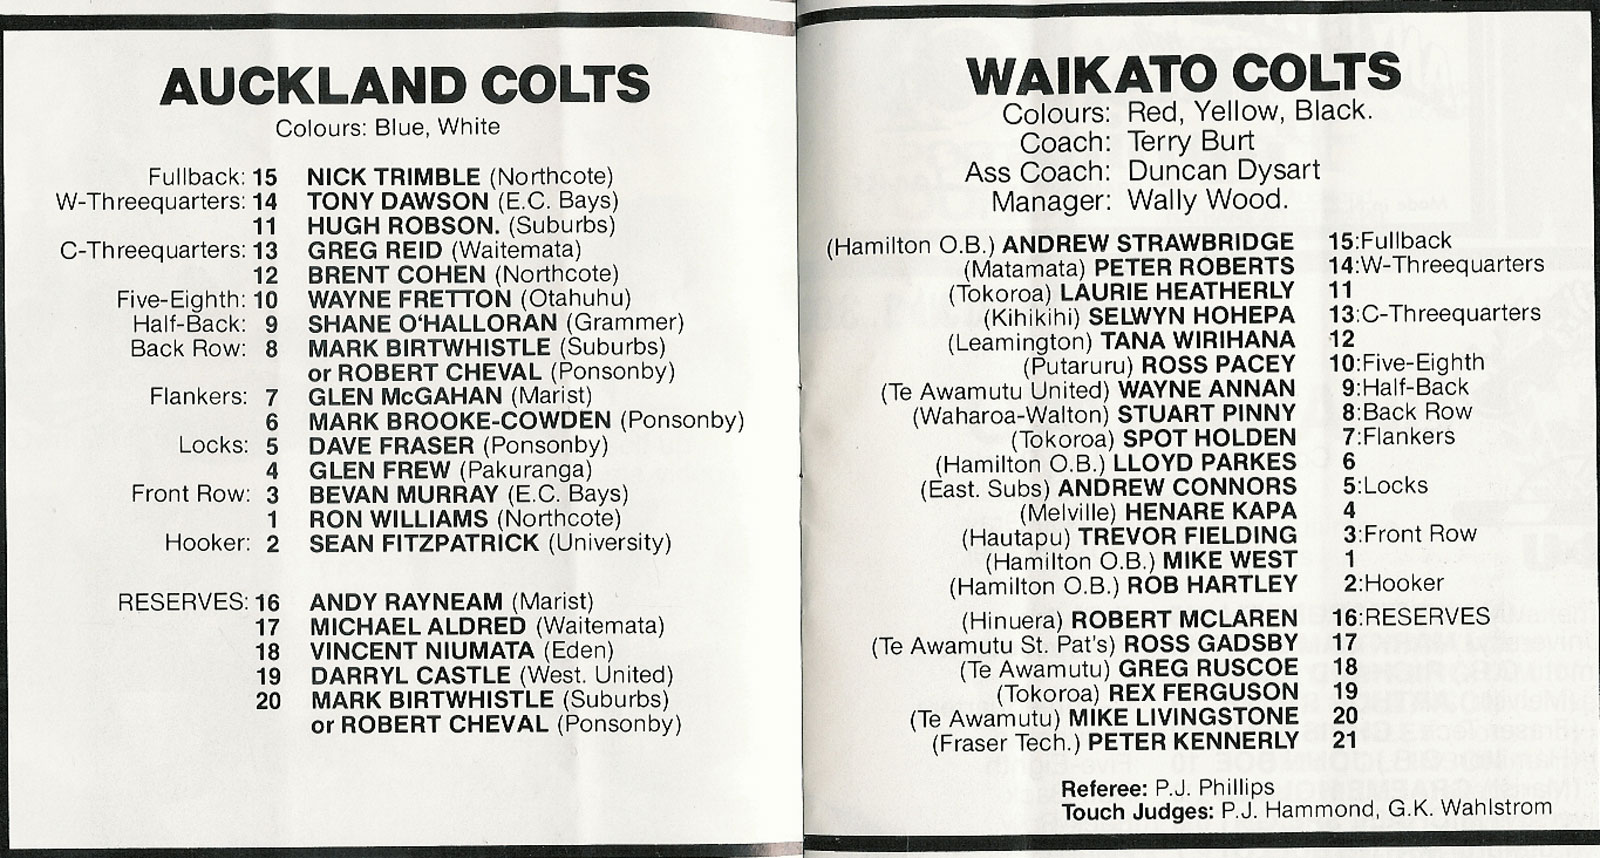 AUCKLAND COLTS
Colours: Blue, White
Fullback: 15 NICK TRIMBLE (Northcote)
W-Threequarters: 14 TONY DAWSON (E.C. Bays)
11 HUGH ROBSON. (Suburbs)
C-Threequarters: 13 GREG REID (Waitemata)
12 BRENT COHEN (Northcote)
Five-Eighth: 10 WAYNE FRETTON (Otahuhu)
Half-Back: 9 SHANE O'HALLORAN (Grammer)
Back Row: 8 MARK BIRTWHISTLE (Suburbs)
or ROBERT CHEVAL (Ponsonby)
Flankers: 7 GLEN McGAHAN (Marist)
6 MARK BROOKE-COWDEN (Ponsonby)
Locks: 5 DAVE FRASER (Ponsonby)
4 GLEN FREW (Pakuranga)
Front Row: 3 BEVAN MURRAY (E.C. Bays)
1 RON WILLIAMS (Northcote)
Hooker: 2 SEAN FITZPATRICK (University)
RESERVES: 16 ANDY RAYNEAM (Marist)
17 MICHAEL ALDRED (Waitemata)
18 VINCENT NIUMATA (Eden)
19 DARRYL CASTLE (West. United)
20 MARK BIRTWHISTLE (Suburbs)
or ROBERT CHEVAL (Ponsonby)
WAIKATO COLTS
Colours: Red, Yellow, Black.
Coach: Terry Burt
Ass Coach: Duncan Dysart
Manager: Wally Wood.
(Hamilton O.B.) ANDREW STRAWBRIDGE 15:Fullback
(Matamata) PETER ROBERTS 14:W-Threequarters
(Tokoroa) LAURIE HEATHERLY 11
(Kihikihi) SELWYN HOHEPA 13:C-Threequarters
(Leamington) TANA WIRIHANA 12
(Putaruru) ROSS PACEY 10:Five-Eighth
(Te Awamutu United) WAYNE ANNAN 9:Half-Back
(Waharoa-Walton) STUART PINNY 8:Back Row
(Tokoroa) SPOT HOLDEN 7:Flankers
(Hamilton O.B.) LLOYD PARKES 6
(East. Subs) ANDREW CONNORS 5:Locks
(Melville) HENARE KAPA 4
(Hautapu) TREVOR FIELDING 3:Front Row
(Hamilton O.B.) MIKE WEST 1
(Hamilton O.B.) ROB HARTLEY 2:Hooker
(Hinuera) ROBERT MCLAREN 16:RESERVES
(Te Awamutu St. Pat's) ROSS GADSBY 17
(Te Awamutu) GREG RUSCOE 18
(Tokoroa) REX FERGUSON 19
(Te Awamutu) MIKE LIVINGSTONE 20
(Fraser Tech.) PETER KENNERLY 21
Referee: P.J. Phillips
Touch Judges: P.J. Hammond, G.K. Wahlstrom